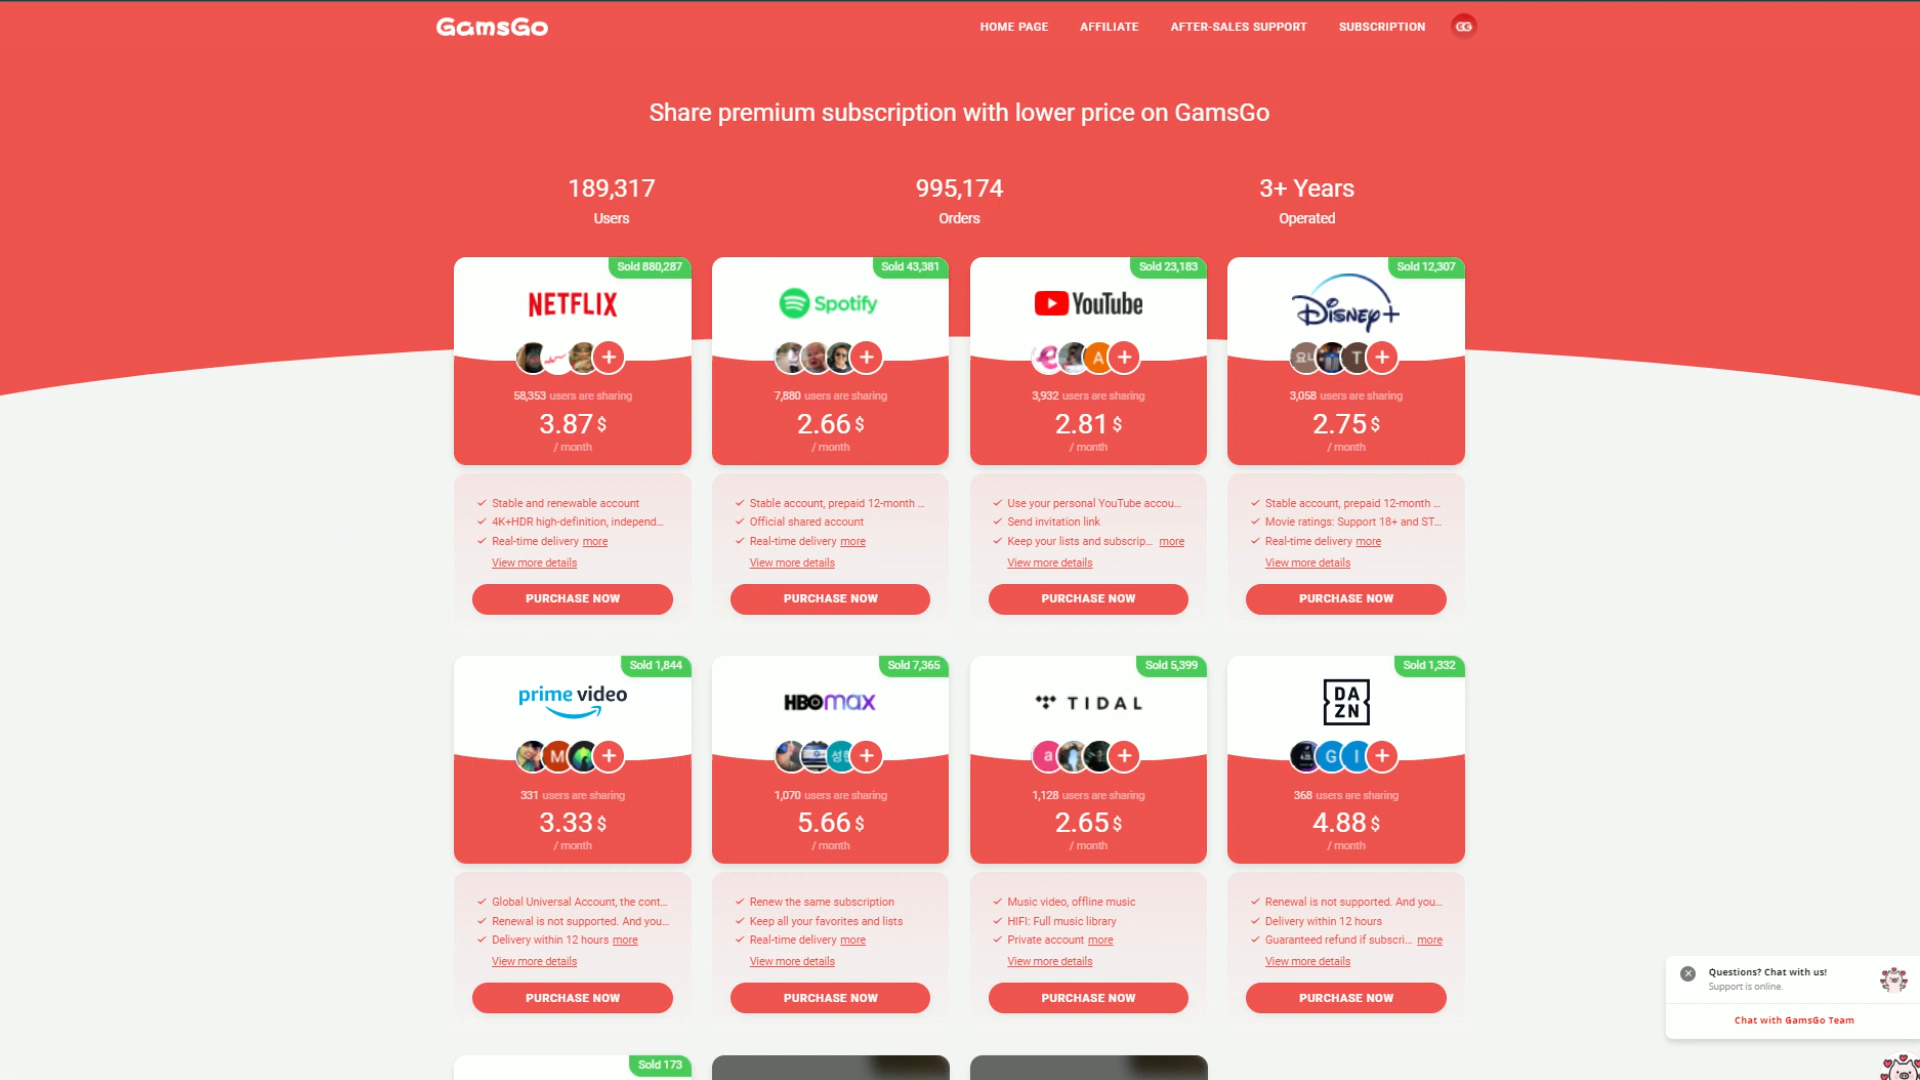 GamsGo
HOME PAGE
AFFILIATE
AFTER-SALES SUPPORT
SUBSCRIPTION
GG
Share premium subscription with lower price on GamsGo
189,317
Users
995,174
Orders
3+ Years
Operated
Sold 880,287
NETFLIX
58,353 users are sharing
3.87 $
/ month
Stable and renewable account
4K+HDR high-definition, independ...
Real-time delivery more
View more details
PURCHASE NOW
Sold 43,381
Spotify
7,880 users are sharing
2.66 $
/ month
Stable account, prepaid 12-month ...
Official shared account
Real-time delivery more
View more details
PURCHASE NOW
Sold 23,183
YouTube
A
3,932 users are sharing
2.81 $
/ month
Use your personal YouTube accou...
Send invitation link
Keep your lists and subscrip... more
View more details
PURCHASE NOW
Sold 12,307
Disney+
요니 T
3,058 users are sharing
2.75 $
/ month
Stable account, prepaid 12-month ...
Movie ratings: Support 18+ and ST...
Real-time delivery more
View more details
PURCHASE NOW
Sold 1,844
prime video
M
331 users are sharing
3.33 $
/ month
Global Universal Account, the cont...
Renewal is not supported. And you...
Delivery within 12 hours more
View more details
PURCHASE NOW
Sold 7,365
HBOmax
성한
1,070 users are sharing
5.66 $
/ month
Renew the same subscription
Keep all your favorites and lists
Real-time delivery more
View more details
PURCHASE NOW
Sold 5,399
TIDAL
a
1,128 users are sharing
2.65 $
/ month
Music video, offline music
HIFI: Full music library
Private account more
View more details
PURCHASE NOW
Sold 1,332
DA
ZN
G I
368 users are sharing
4.88 $
/ month
Renewal is not supported. And you...
Delivery within 12 hours
Guaranteed refund if subscri... more
View more details
PURCHASE NOW
Sold 173
Questions? Chat with us!
Support is online.
Chat with GamsGo Team